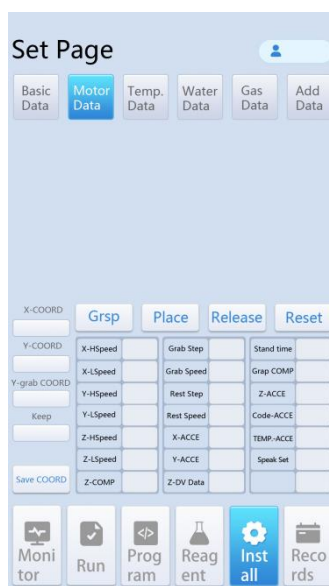 Set Page
Basic Data
Motor Data
Temp. Data
Water Data
Gas Data
Add Data
X-COORD
Grsp
Place
Release
Reset
Y-COORD
Y-grab COORD
Keep
Save COORD
X-HSpeed
Grab Step
Stand time
X-LSpeed
Grab Speed
Grap COMP
Y-HSpeed
Rest Step
Z-ACCE
Y-LSpeed
Rest Speed
Code-ACCE
Z-HSpeed
X-ACCE
TEMP.-ACCE
Z-LSpeed
Y-ACCE
Speak Set
Z-COMP
Z-DV Data
Moni
tor
Run
</>
Prog
ram
Reag
ent
Inst
all
Reco
rds